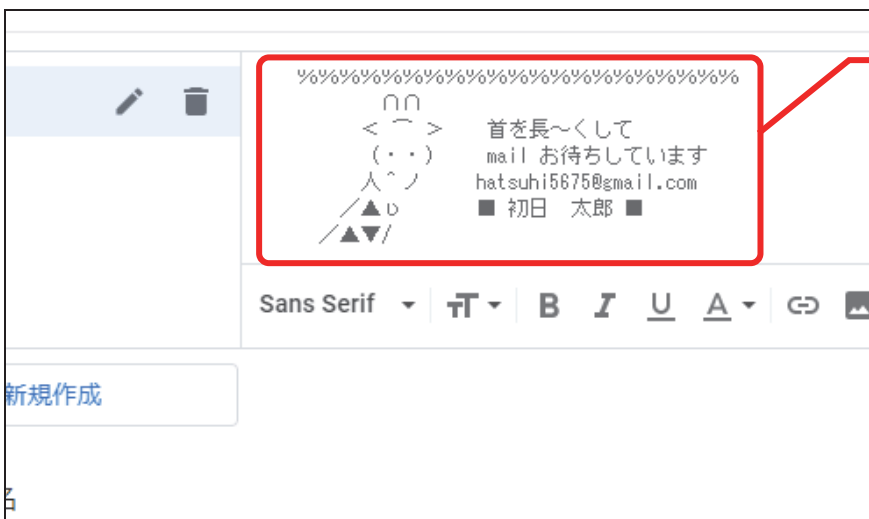 %%%%%%%%%%%%%%%%%%%%%
∩∩
< ⌒ > 首を長～くして
(・・) mail お待ちしています
人^ノ hatsuhi5675@gmail.com
／▲υ ■ 初日　太郎 ■
／▲▼/
Sans Serif
B I U A
新規作成
名